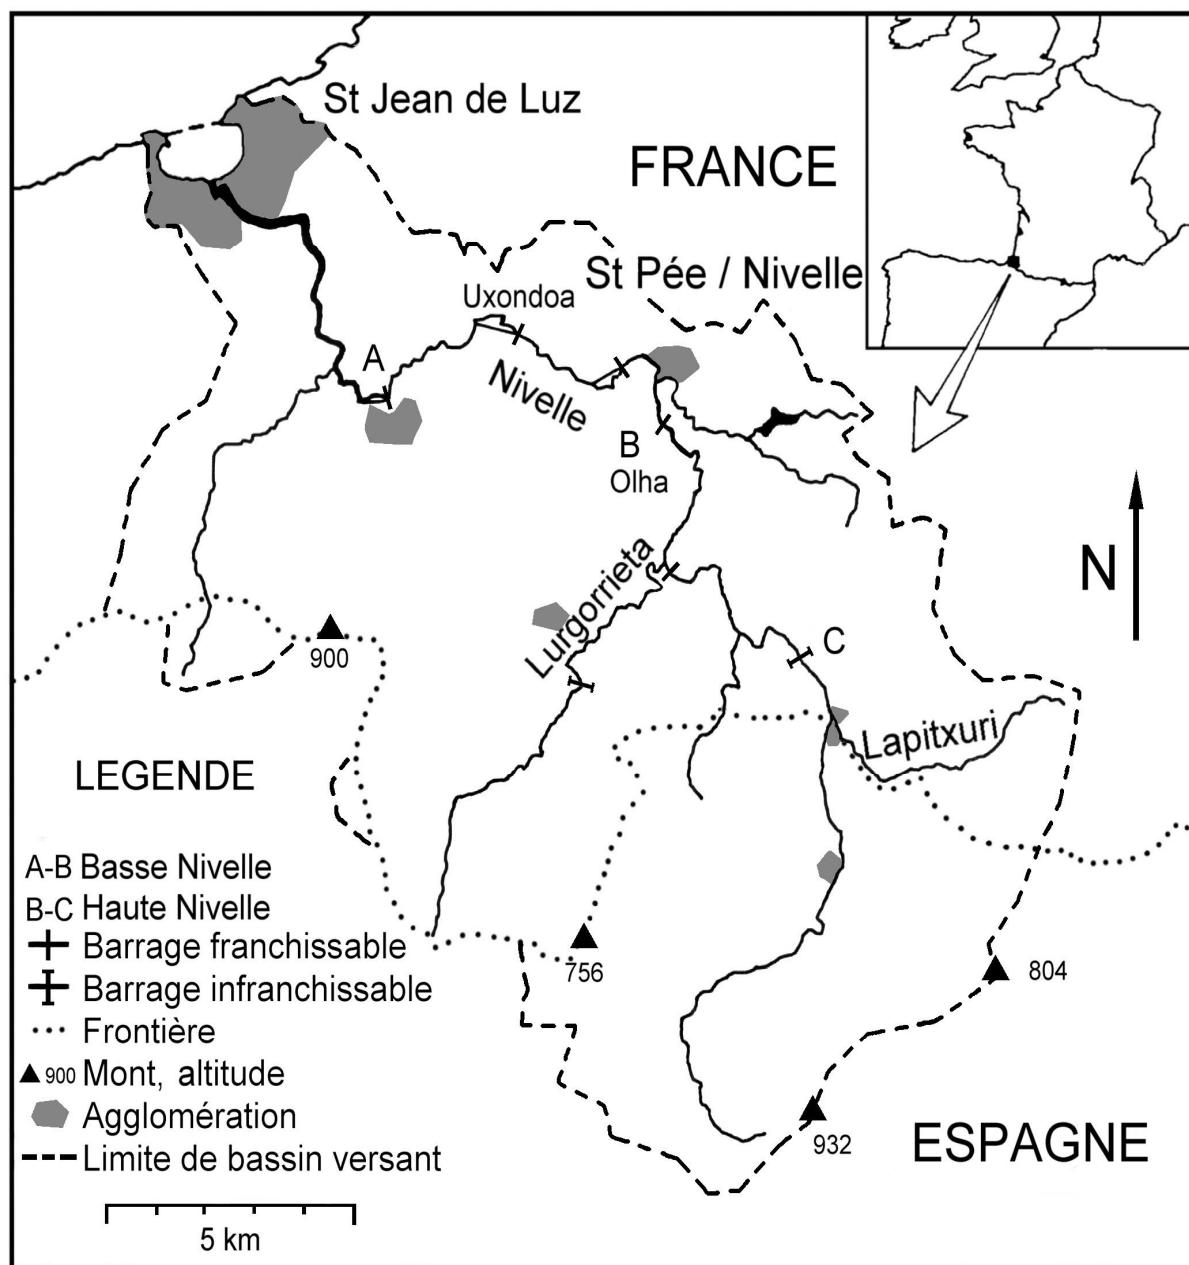 St Jean de Luz
FRANCE
St Pée / Nivelle
Uxondoa
A
Nivelle
B
Olha
N
Lurgorrieta
C
900
Lapitxuri
LEGENDE
A-B Basse Nivelle
B-C Haute Nivelle
Barrage franchissable
Barrage infranchissable
Frontière
900 Mont, altitude
Agglomération
Limite de bassin versant
5 km
756
804
932
ESPAGNE